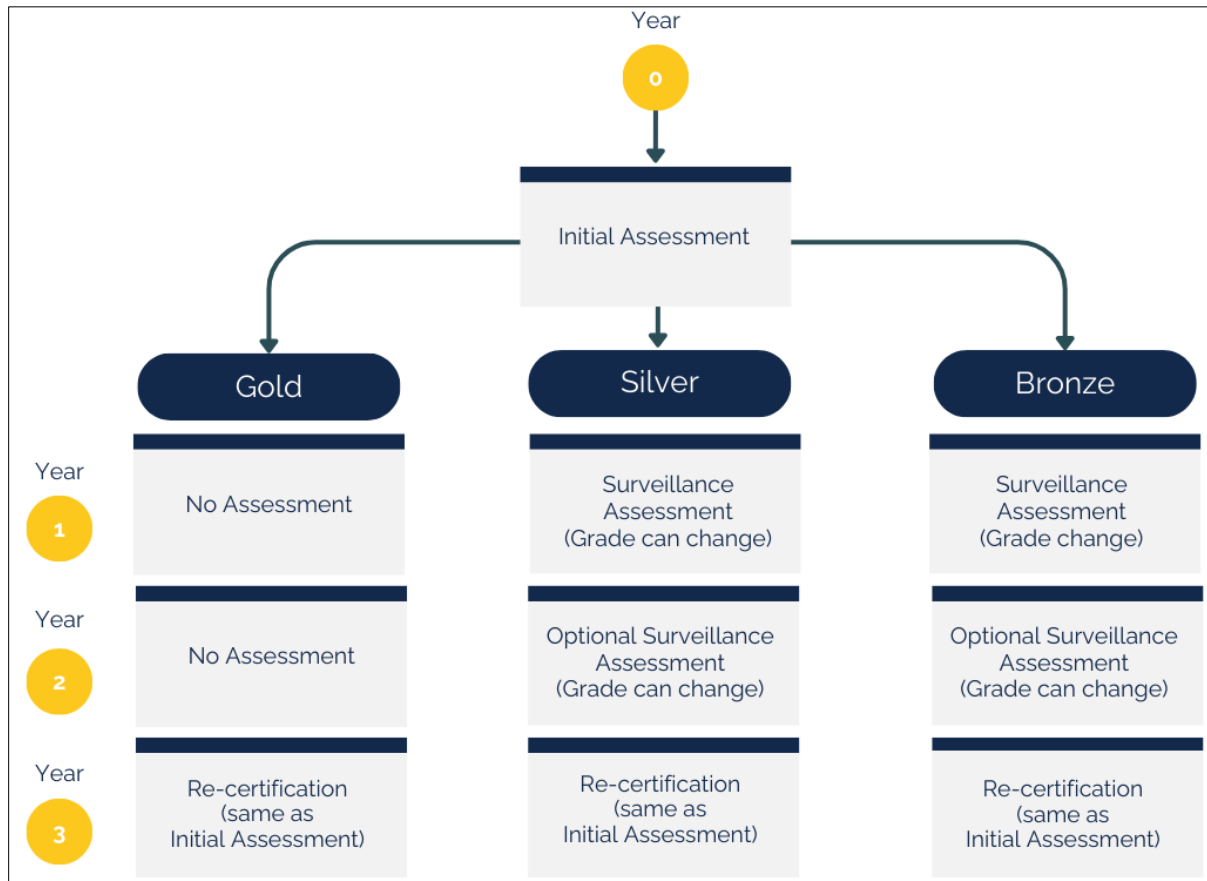 Year
0
Initial Assessment
Gold
Silver
Bronze
Year
1
No Assessment
Surveillance
Assessment
(Grade can change)
Surveillance
Assessment
(Grade change)
Year
2
No Assessment
Optional Surveillance
Assessment
(Grade can change)
Optional Surveillance
Assessment
(Grade can change)
Year
3
Re-certification
(same as
Initial Assessment)
Re-certification
(same as
Initial Assessment)
Re-certification
(same as
Initial Assessment)